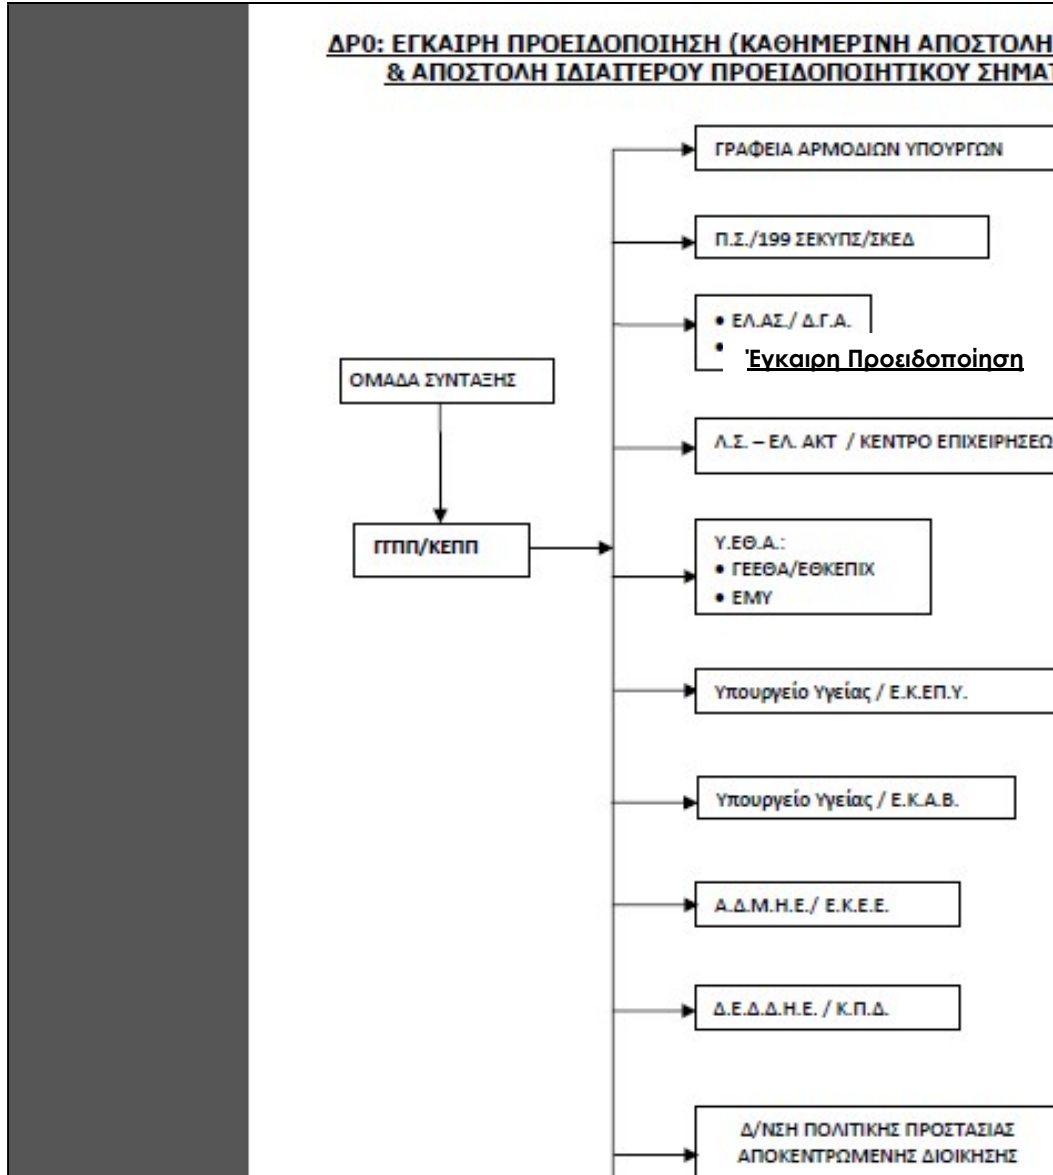 ΔΡ0: ΕΓΚΑΙΡΗ ΠΡΟΕΙΔΟΠΟΙΗΣΗ (ΚΑΘΗΜΕΡΙΝΗ ΑΠΟΣΤΟΛΗ
& ΑΠΟΣΤΟΛΗ ΙΔΙΑΙΤΕΡΟΥ ΠΡΟΕΙΔΟΠΟΙΗΤΙΚΟΥ ΣΗΜΑΤ
ΓΡΑΦΕΙΑ ΑΡΜΟΔΙΩΝ ΥΠΟΥΡΓΩΝ
Π.Σ./199 ΣΕΚΥΠΣ/ΣΚΕΔ
• ΕΛ.ΑΣ./ Δ.Γ.Α.
•
Έγκαιρη Προειδοποίηση
ΟΜΑΔΑ ΣΥΝΤΑΞΗΣ
Λ.Σ. – ΕΛ. ΑΚΤ / ΚΕΝΤΡΟ ΕΠΙΧΕΙΡΗΣΕΩ
ΓΓΠΠ/ΚΕΠΠ
Υ.ΕΘ.Α.:
• ΓΕΕΘΑ/ΕΘΚΕΠΙΧ
• ΕΜΥ
Υπουργείο Υγείας / Ε.Κ.ΕΠ.Υ.
Υπουργείο Υγείας / Ε.Κ.Α.Β.
Α.Δ.Μ.Η.Ε./ Ε.Κ.Ε.Ε.
Δ.Ε.Δ.Δ.Η.Ε. / Κ.Π.Δ.
Δ/ΝΣΗ ΠΟΛΙΤΙΚΗΣ ΠΡΟΣΤΑΣΙΑΣ
ΑΠΟΚΕΝΤΡΩΜΕΝΗΣ ΔΙΟΙΚΗΣΗΣ